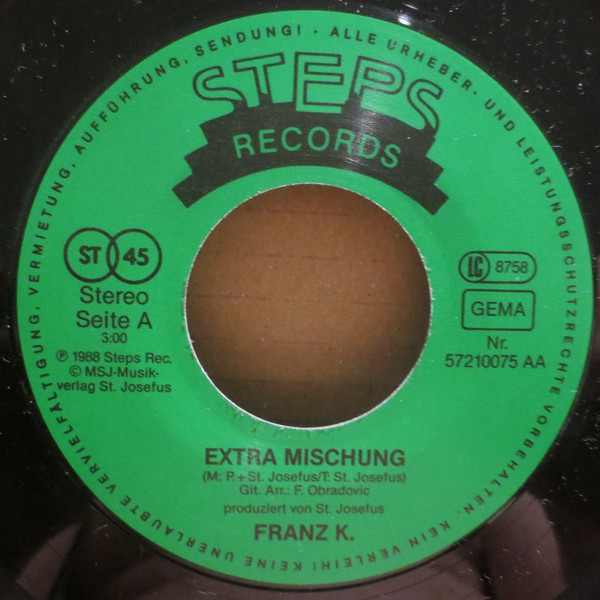 ALLE URHEBER- UND LEISTUNGSSCHUTZRECHTE VORBEHALTEN. KEIN VERLEIH! KEINE UNERLAUBTE VERVIELFÄLTIGUNG, VERMIETUNG, AUFFÜHRUNG, SENDUNG! ·
STEPS
RECORDS
ST 45
Stereo
Seite A
3:00
℗ 1988 Steps Rec.
© MSJ-Musik-
verlag St. Josefus
LC 8758
GEMA
Nr.
57210075 AA
EXTRA MISCHUNG
(M: P. + St. Josefus/T: St. Josefus)
Git. Arr.: F. Obradovic
produziert von St. Josefus
FRANZ K.